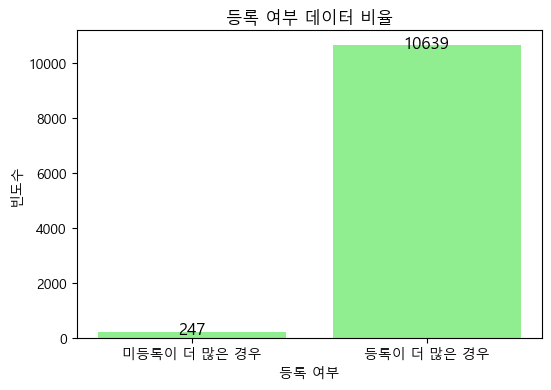 등록 여부 데이터 비율
빈도수
10000
8000
6000
4000
2000
0
247
10639
미등록이 더 많은 경우
등록이 더 많은 경우
등록 여부